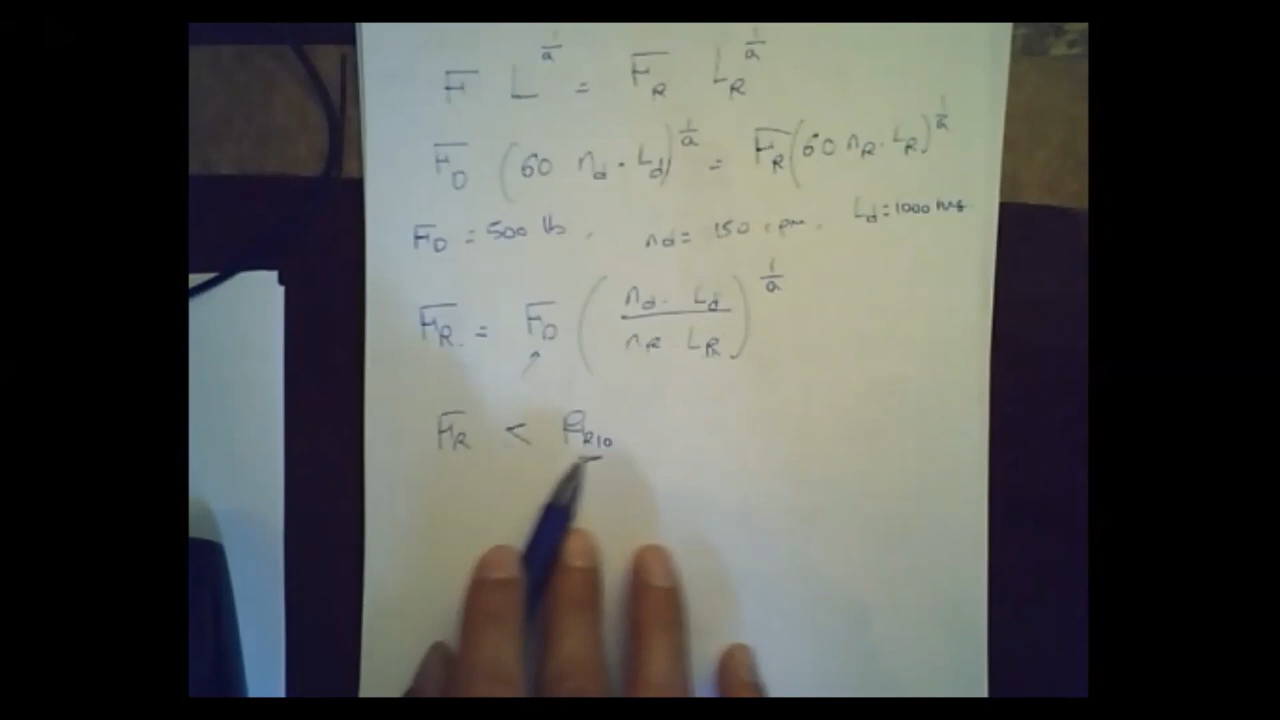 F L^(1/a) = F_R L_R^(1/a)
F_D (60 n_d · L_d)^(1/a) = F_R (60 n_R · L_R)^(1/a)
F_D = 500 lb . n_d = 150 rpm . L_d = 1000 hrs
F_R. = F_D (n_d · L_d / n_R L_R)^(1/a)
F_R <